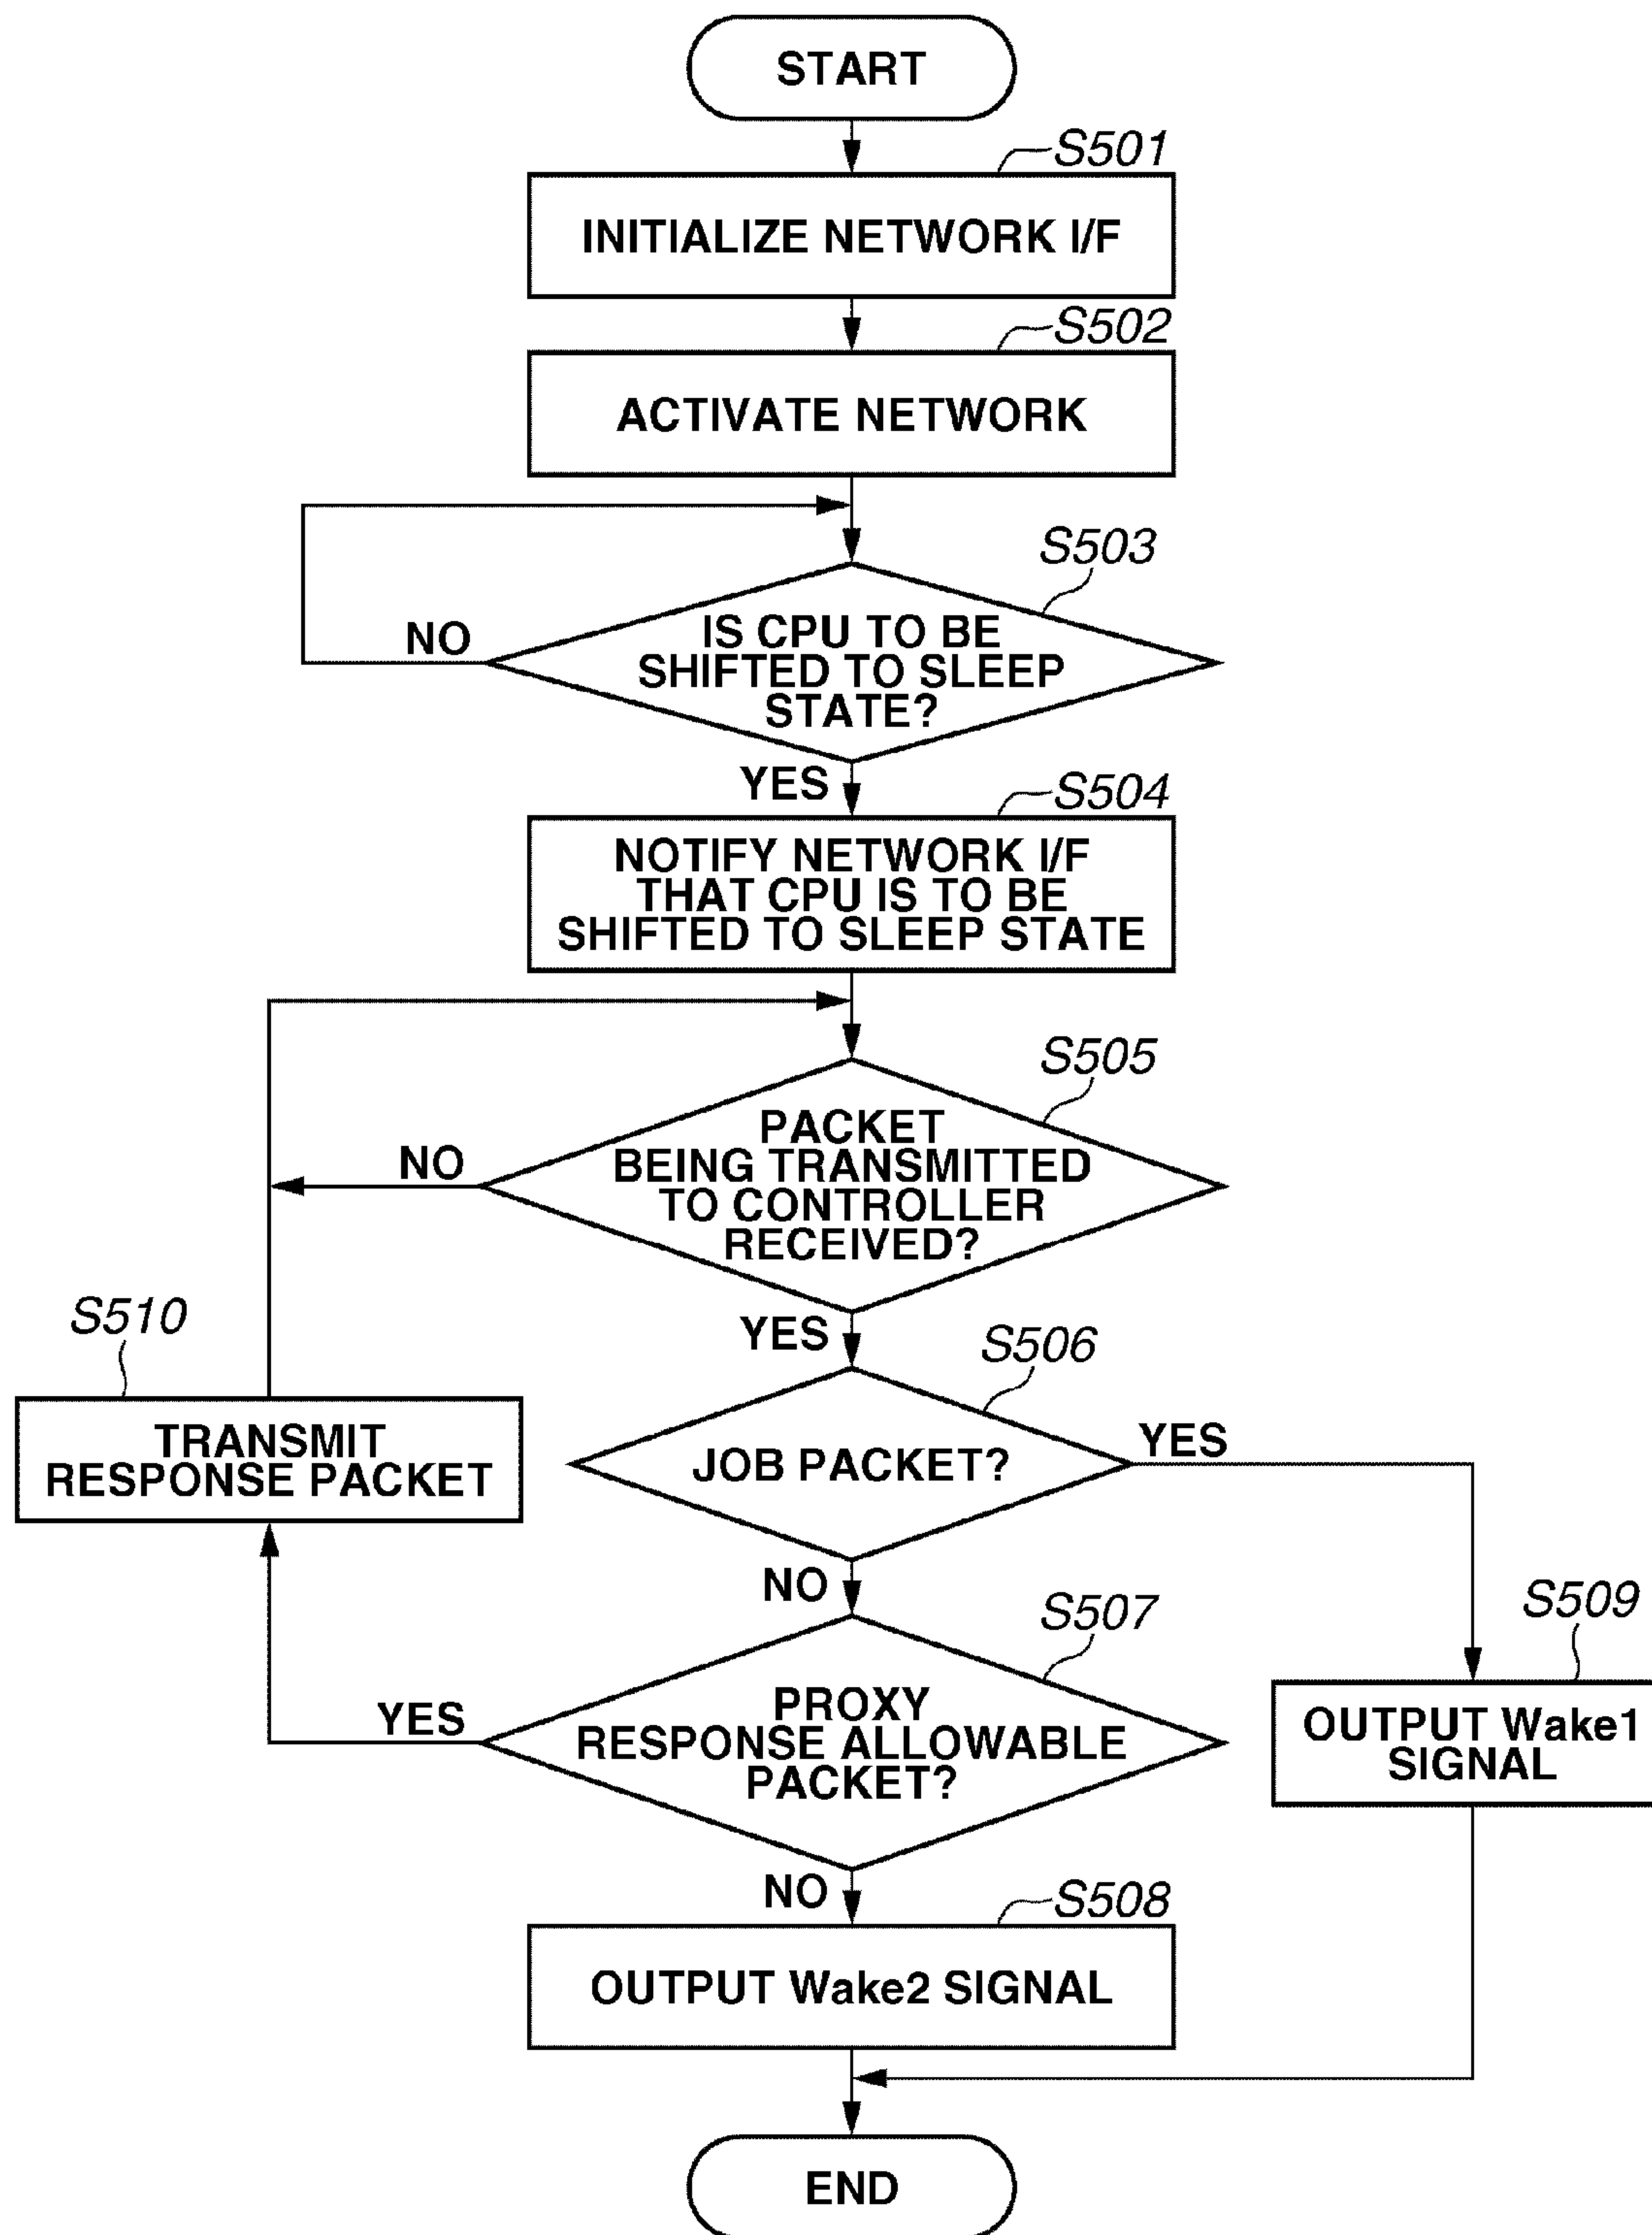 START
S501
INITIALIZE NETWORK I/F
S502
ACTIVATE NETWORK
S503
IS CPU TO BE
SHIFTED TO SLEEP
STATE?
NO
YES
S504
NOTIFY NETWORK I/F
THAT CPU IS TO BE
SHIFTED TO SLEEP STATE
S505
PACKET
BEING TRANSMITTED
TO CONTROLLER
RECEIVED?
NO
YES
S510
TRANSMIT
RESPONSE PACKET
S506
JOB PACKET?
YES
NO
S507
PROXY
RESPONSE ALLOWABLE
PACKET?
YES
S509
OUTPUT Wake1
SIGNAL
NO
S508
OUTPUT Wake2 SIGNAL
END